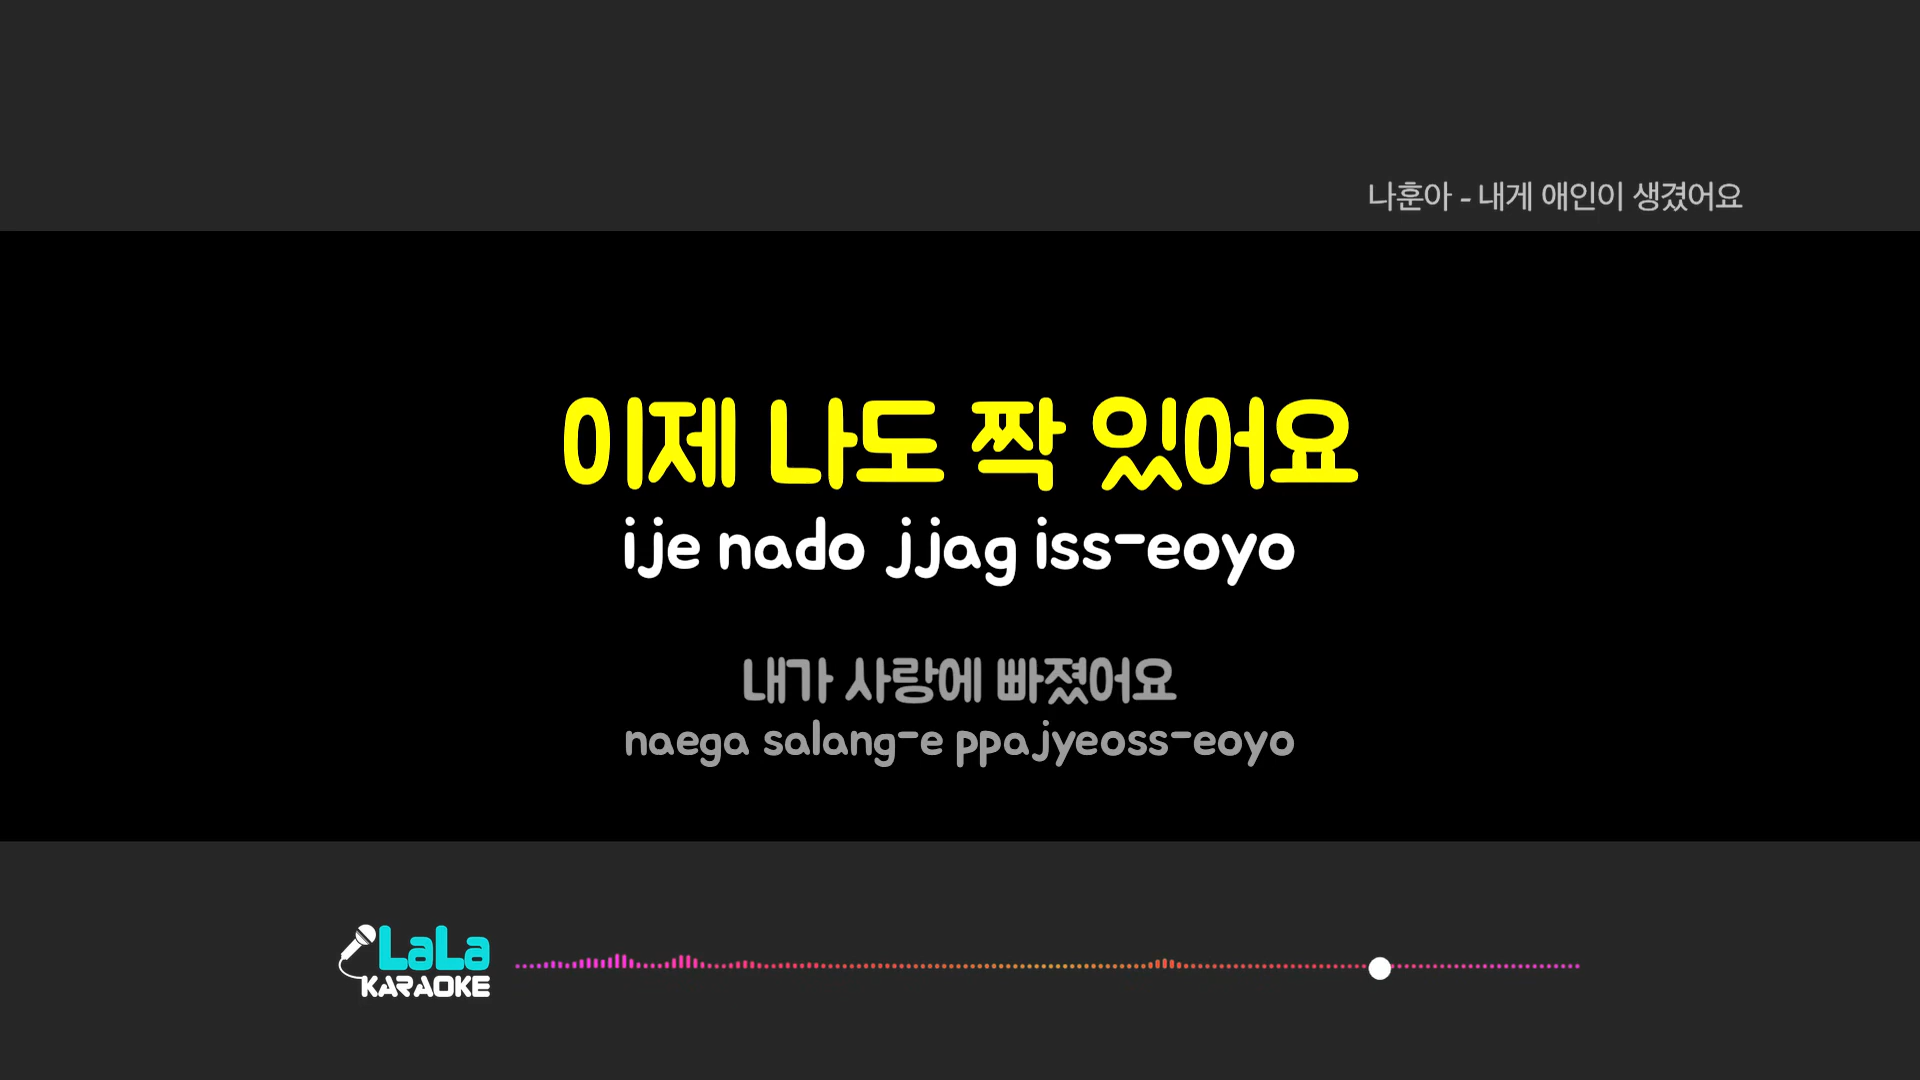 나훈아 - 내게 애인이 생겼어요
이제 나도 짝 있어요
ije nado jjag iss-eoyo
내가 사랑에 빠졌어요
naega salang-e ppajyeoss-eoyo
LaLa
KARAOKE